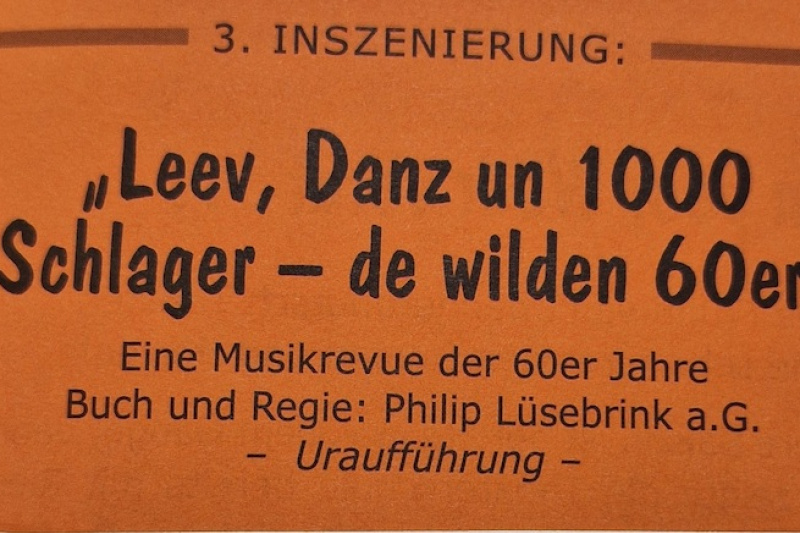 3. INSZENIERUNG:
„Leev, Danz un 1000
Schlager – de wilden 60er
Eine Musikrevue der 60er Jahre
Buch und Regie: Philip Lüsebrink a.G.
– Uraufführung –